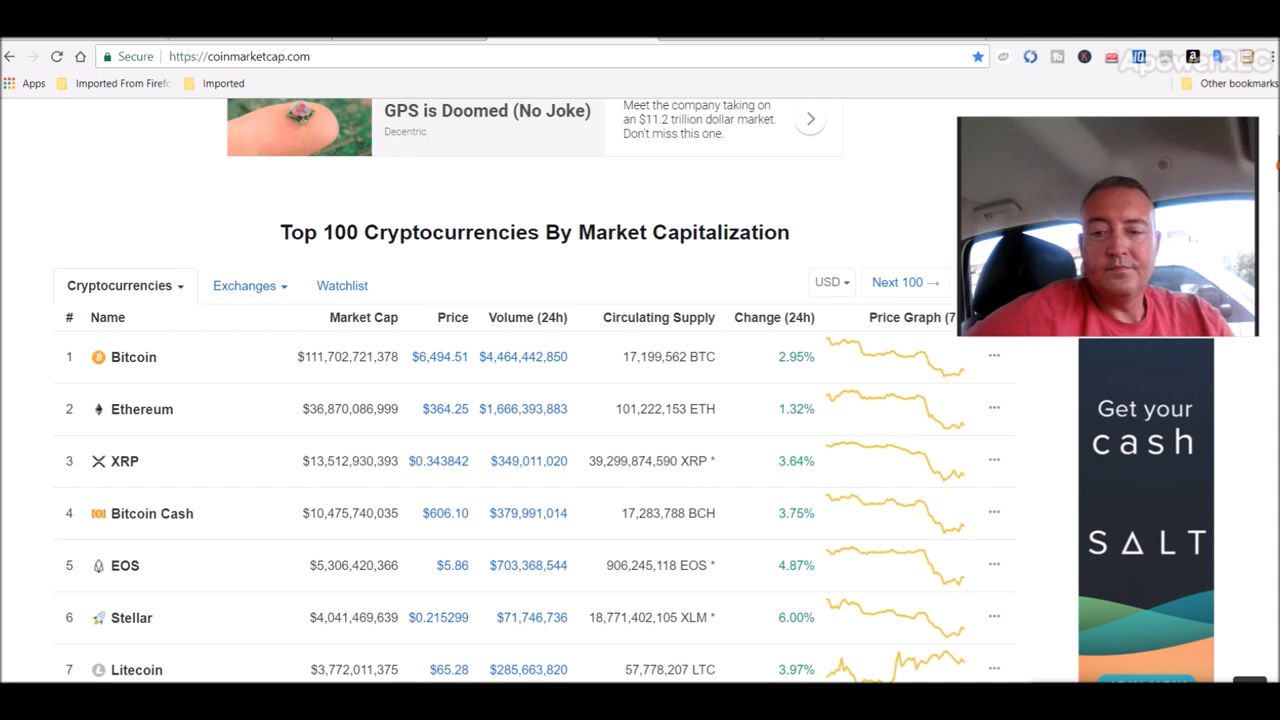 Secure
https://coinmarketcap.com
ApowerREC
Apps
Imported From Firef
Imported
Other bookmarks
GPS is Doomed (No Joke)
Decentric
Meet the company taking on
an $11.2 trillion dollar market.
Don't miss this one.
Top 100 Cryptocurrencies By Market Capitalization
Cryptocurrencies
Exchanges
Watchlist
USD
Next 100 →
# Name Market Cap Price Volume (24h) Circulating Supply Change (24h) Price Graph (7
1 Bitcoin $111,702,721,378 $6,494.51 $4,464,442,850 17,199,562 BTC 2.95%
2 Ethereum $36,870,086,999 $364.25 $1,666,393,883 101,222,153 ETH 1.32%
3 XRP $13,512,930,393 $0.343842 $349,011,020 39,299,874,590 XRP * 3.64%
4 Bitcoin Cash $10,475,740,035 $606.10 $379,991,014 17,283,788 BCH 3.75%
5 EOS $5,306,420,366 $5.86 $703,368,544 906,245,118 EOS * 4.87%
6 Stellar $4,041,469,639 $0.215299 $71,746,736 18,771,402,105 XLM * 6.00%
7 Litecoin $3,772,011,375 $65.28 $285,663,820 57,778,207 LTC 3.97%
Get your
cash
SALT